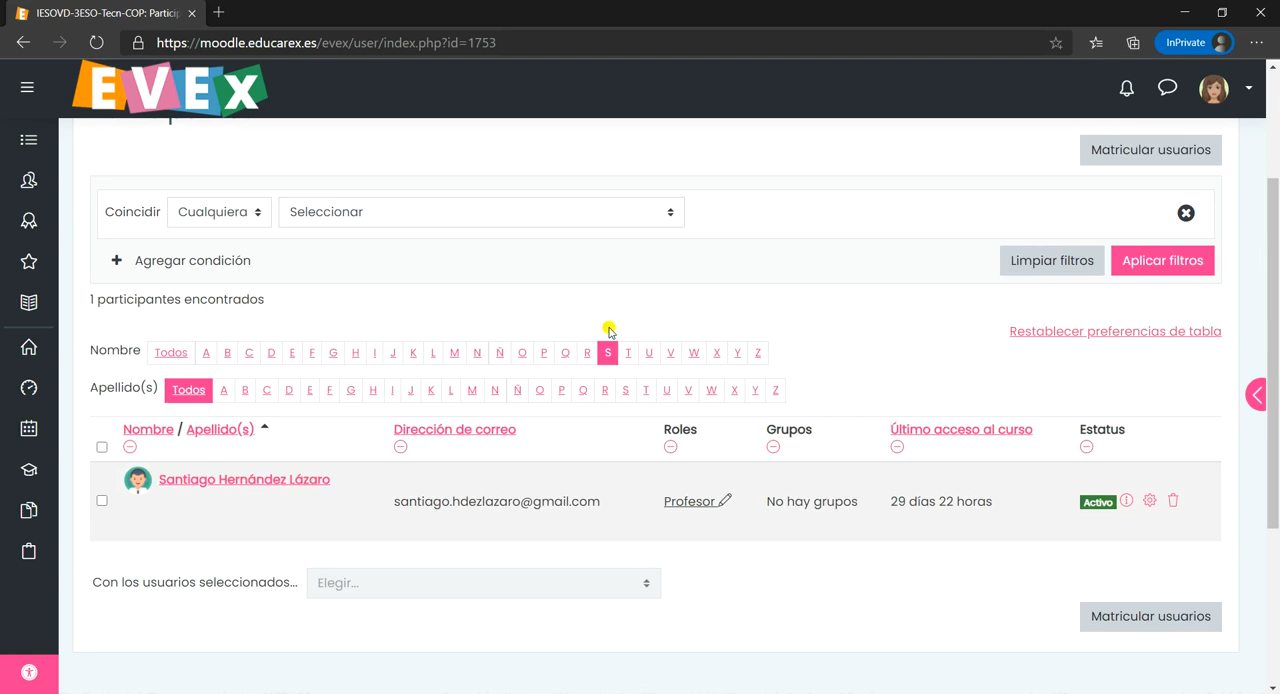 IESOVD-3ESO-Tecn-COP: Partici
https://moodle.educarex.es/evex/user/index.php?id=1753
InPrivate
EVEX
Matricular usuarios
Coincidir Cualquiera Seleccionar
Agregar condición Limpiar filtros Aplicar filtros
1 participantes encontrados
Restablecer preferencias de tabla
Nombre Todos A B C D E F G H I J K L M N Ñ O P Q R S T U V W X Y Z
Apellido(s) Todos A B C D E F G H I J K L M N Ñ O P Q R S T U V W X Y Z
Nombre / Apellido(s) Dirección de correo Roles Grupos Último acceso al curso Estatus
Santiago Hernández Lázaro
santiago.hdezlazaro@gmail.com Profesor No hay grupos 29 días 22 horas Activo
Con los usuarios seleccionados... Elegir...
Matricular usuarios